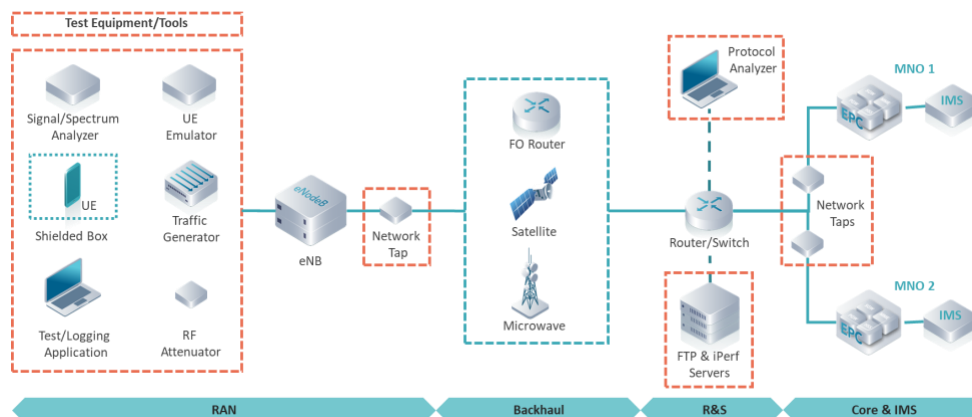 Test Equipment/Tools
Signal/Spectrum
Analyzer
UE
Emulator
UE
Shielded Box
Traffic
Generator
Test/Logging
Application
RF
Attenuator
eNodeB
eNB
Network
Tap
FO Router
Satellite
Microwave
Protocol
Analyzer
Router/Switch
FTP & iPerf
Servers
Network
Taps
MNO 1
EPC
IMS
MNO 2
EPC
IMS
RAN
Backhaul
R&S
Core & IMS